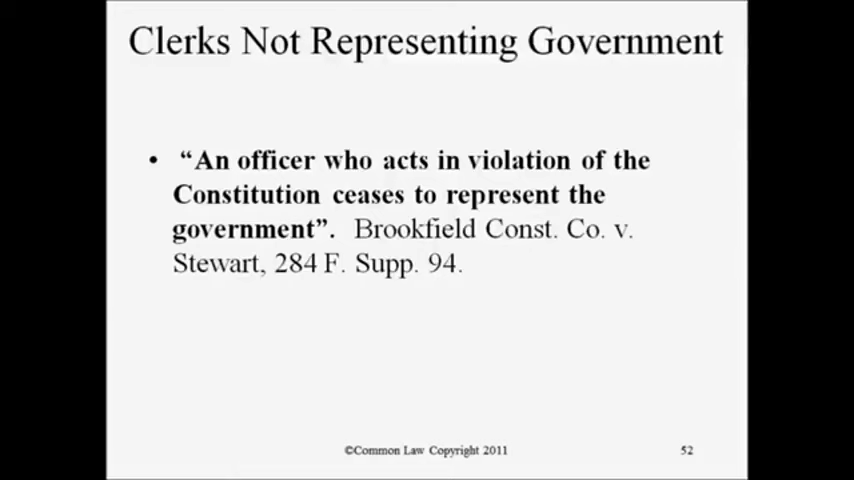 Clerks Not Representing Government
• “An officer who acts in violation of the
Constitution ceases to represent the
government”. Brookfield Const. Co. v.
Stewart, 284 F. Supp. 94.
©Common Law Copyright 2011
52